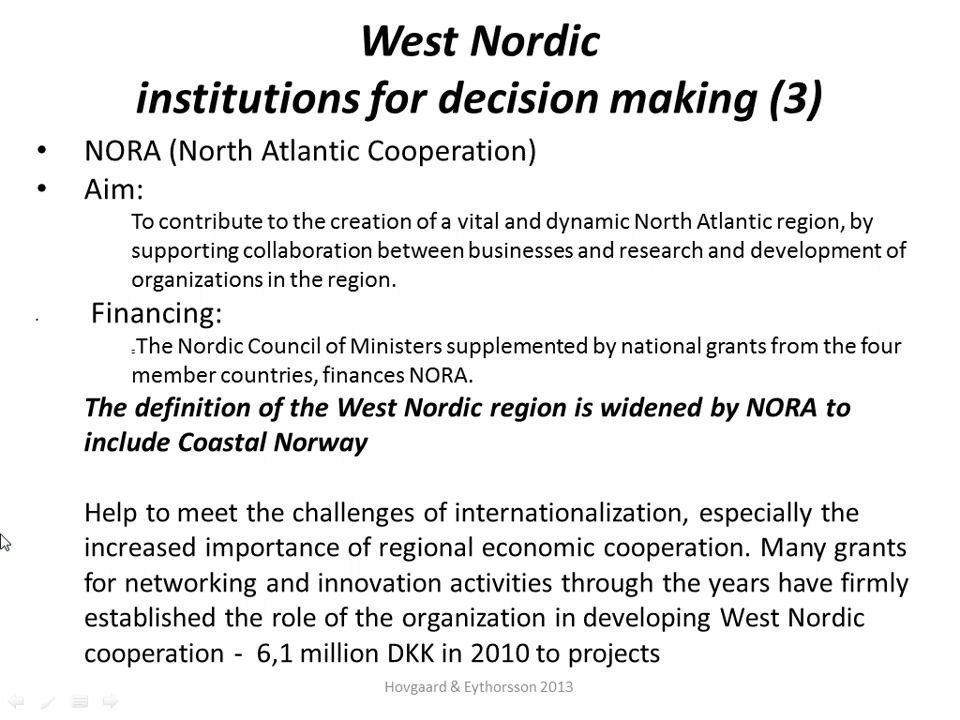 West Nordic
institutions for decision making (3)
• NORA (North Atlantic Cooperation)
• Aim:
To contribute to the creation of a vital and dynamic North Atlantic region, by
supporting collaboration between businesses and research and development of
organizations in the region.
• Financing:
The Nordic Council of Ministers supplemented by national grants from the four
member countries, finances NORA.
The definition of the West Nordic region is widened by NORA to
include Coastal Norway
Help to meet the challenges of internationalization, especially the
increased importance of regional economic cooperation. Many grants
for networking and innovation activities through the years have firmly
established the role of the organization in developing West Nordic
cooperation - 6,1 million DKK in 2010 to projects
Hovgaard & Eythorsson 2013